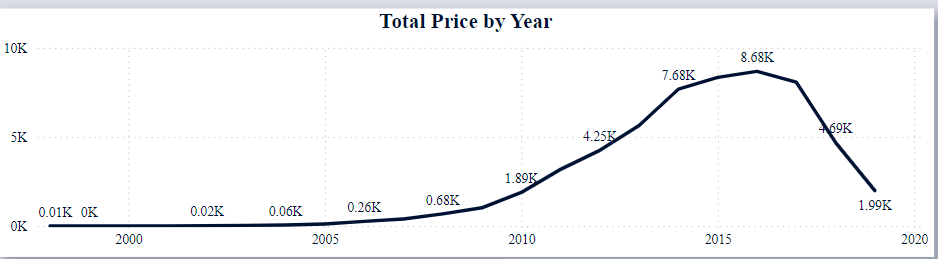 Total Price by Year
10K
8.68K
7.68K
5K
4.25K
4.69K
1.89K
0.01K 0K 0.02K 0.06K 0.26K 0.68K 1.99K
0K
2000 2005 2010 2015 2020